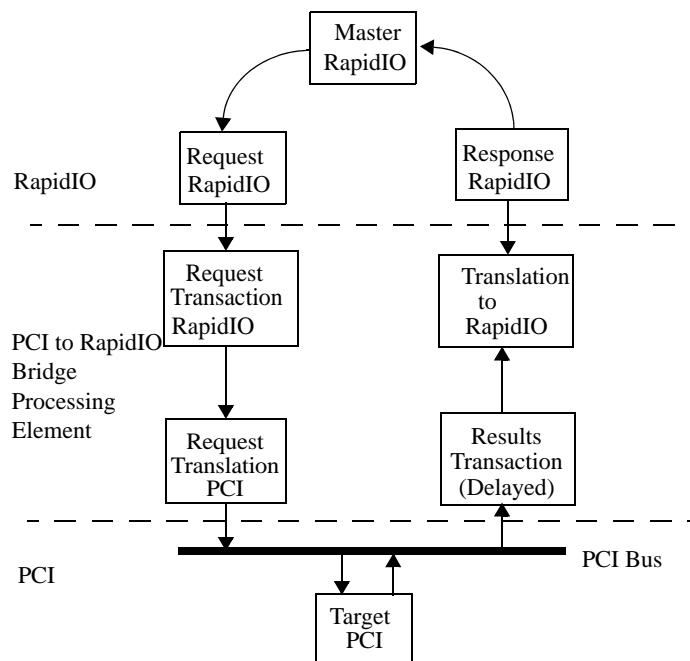 Master
RapidIO
Request
RapidIO
Response
RapidIO
RapidIO
Request
Transaction
RapidIO
Translation
to
RapidIO
PCI to RapidIO
Bridge
Processing
Element
Request
Translation
PCI
Results
Transaction
(Delayed)
PCI
PCI Bus
Target
PCI